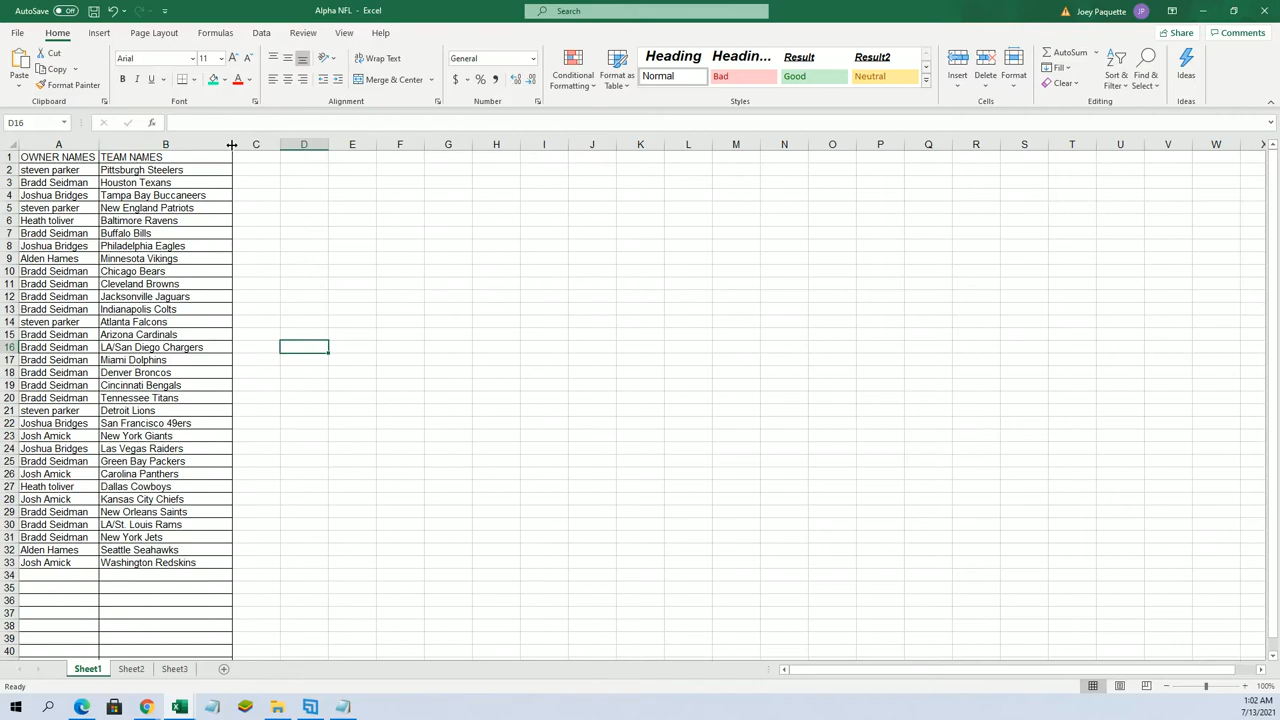 AutoSave Off Alpha NFL - Excel Search Joey Paquette JP
File Home Insert Page Layout Formulas Data Review View Help Share Comments
Cut Copy Format Painter Paste Clipboard
Arial 11 A A B I U A Font
Merge & Center Alignment
General $ % , Number
Conditional Formatting Format as Table
Heading Headin... Result Result2
Normal Bad Good Neutral
Styles
Insert Delete Format Cells
AutoSum Fill Clear Sort & Filter Find & Select Editing
Ideas Ideas
D16 fx
A B C D E F G H I J K L M N O P Q R S T U V W X
1 OWNER NAMES TEAM NAMES
2 steven parker Pittsburgh Steelers
3 Bradd Seidman Houston Texans
4 Joshua Bridges Tampa Bay Buccaneers
5 steven parker New England Patriots
6 Heath toliver Baltimore Ravens
7 Bradd Seidman Buffalo Bills
8 Joshua Bridges Philadelphia Eagles
9 Alden Hames Minnesota Vikings
10 Bradd Seidman Chicago Bears
11 Bradd Seidman Cleveland Browns
12 Bradd Seidman Jacksonville Jaguars
13 Bradd Seidman Indianapolis Colts
14 steven parker Atlanta Falcons
15 Bradd Seidman Arizona Cardinals
16 Bradd Seidman LA/San Diego Chargers
17 Bradd Seidman Miami Dolphins
18 Bradd Seidman Denver Broncos
19 Bradd Seidman Cincinnati Bengals
20 Bradd Seidman Tennessee Titans
21 steven parker Detroit Lions
22 Joshua Bridges San Francisco 49ers
23 Josh Amick New York Giants
24 Joshua Bridges Las Vegas Raiders
25 Bradd Seidman Green Bay Packers
26 Josh Amick Carolina Panthers
27 Heath toliver Dallas Cowboys
28 Josh Amick Kansas City Chiefs
29 Bradd Seidman New Orleans Saints
30 Bradd Seidman LA/St. Louis Rams
31 Bradd Seidman New York Jets
32 Alden Hames Seattle Seahawks
33 Josh Amick Washington Redskins
34
35
36
37
38
39
40
Sheet1 Sheet2 Sheet3
Ready 100%
1:02 AM
7/13/2021